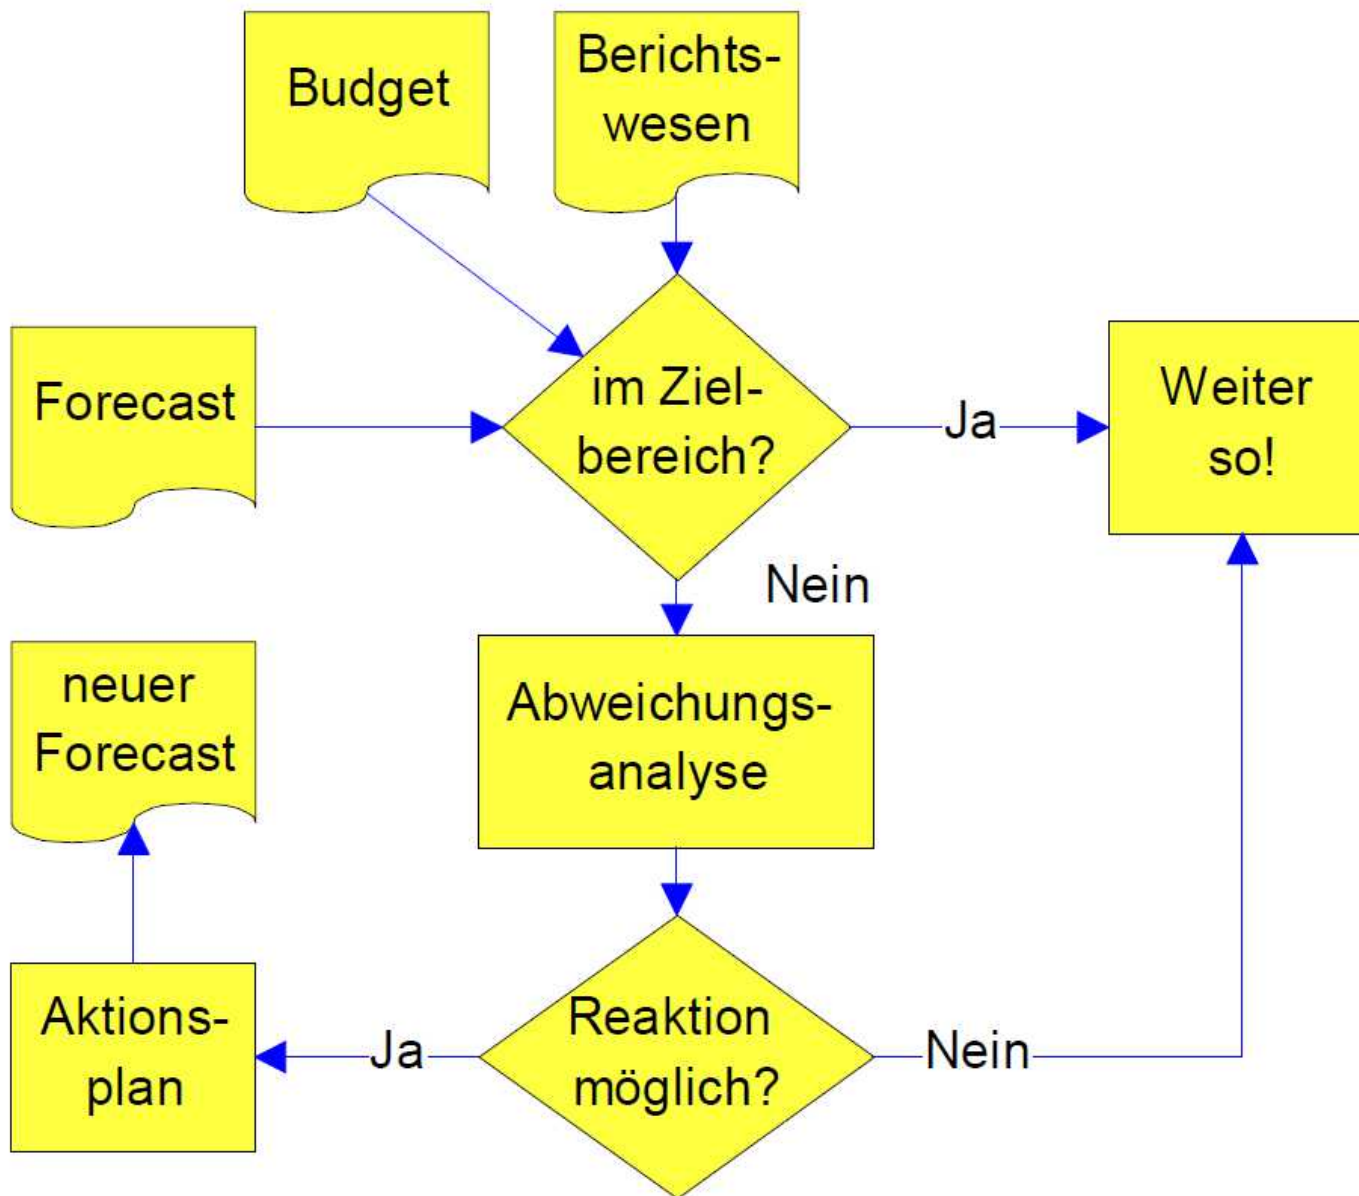 Budget
Berichts-
wesen
Forecast
im Ziel-
bereich?
Ja
Weiter
so!
Nein
neuer
Forecast
Abweichungs-
analyse
Aktions-
plan
Ja
Reaktion
möglich?
Nein